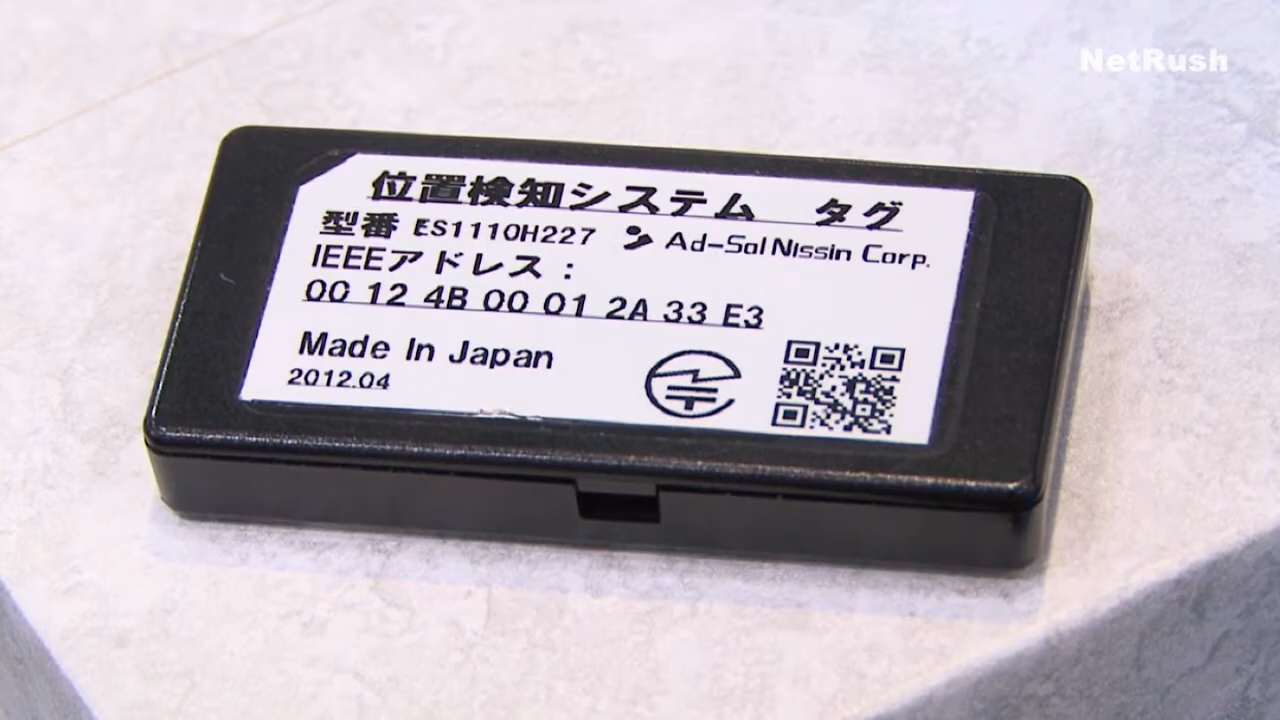 NetRush
位置検知システム　タグ
型番 ES1110H227 Ad-Sol Nissin Corp.
IEEEアドレス：
00 12 4B 00 01 2A 33 E3
Made In Japan
2012.04